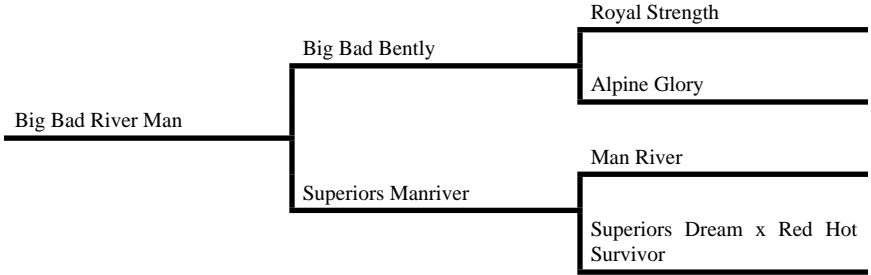 Royal Strength
Big Bad Bently
Alpine Glory
Big Bad River Man
Man River
Superiors Manriver
Superiors Dream x Red Hot
Survivor